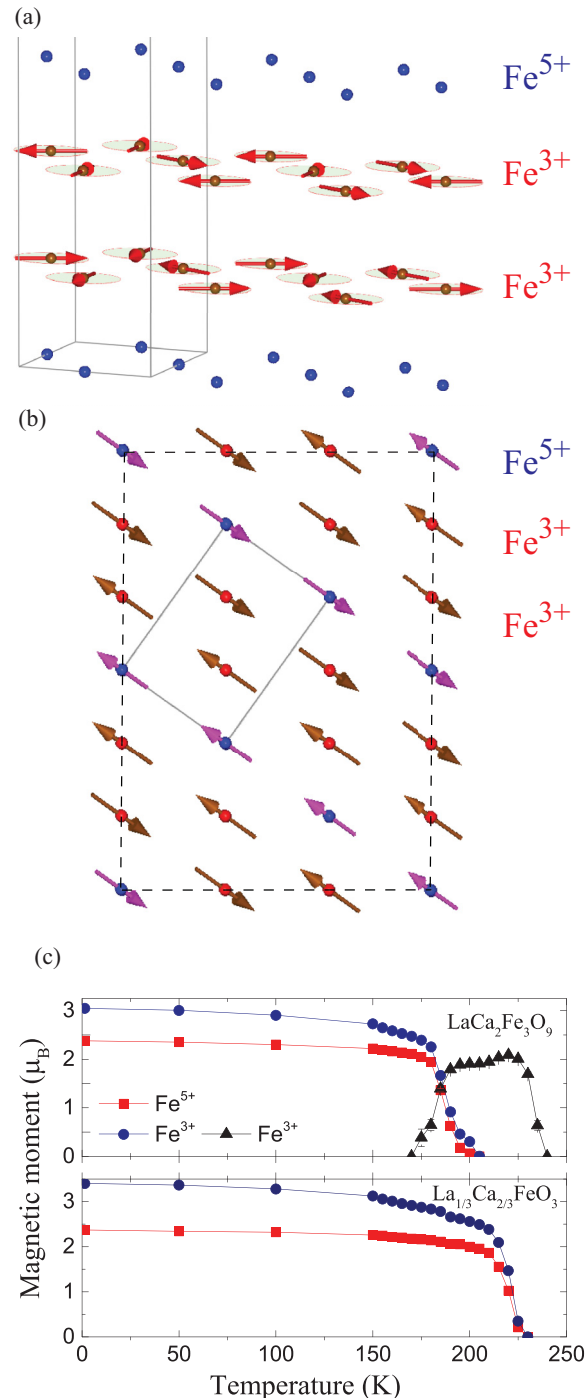 (a)
Fe⁵⁺
Fe³⁺
Fe³⁺
(b)
Fe⁵⁺
Fe³⁺
Fe³⁺
(c)
Magnetic moment (μ_B)
3
2
1
0
LaCa₂Fe₃O₉
Fe⁵⁺
Fe³⁺ Fe³⁺
3
2
1
0
La₁/₃Ca₂/₃FeO₃
0 50 100 150 200 250
Temperature (K)